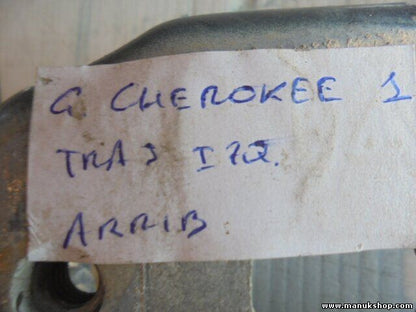 G CHEROKEE 1
TRAS IZQ.
ARRIB
www.manukshop.com